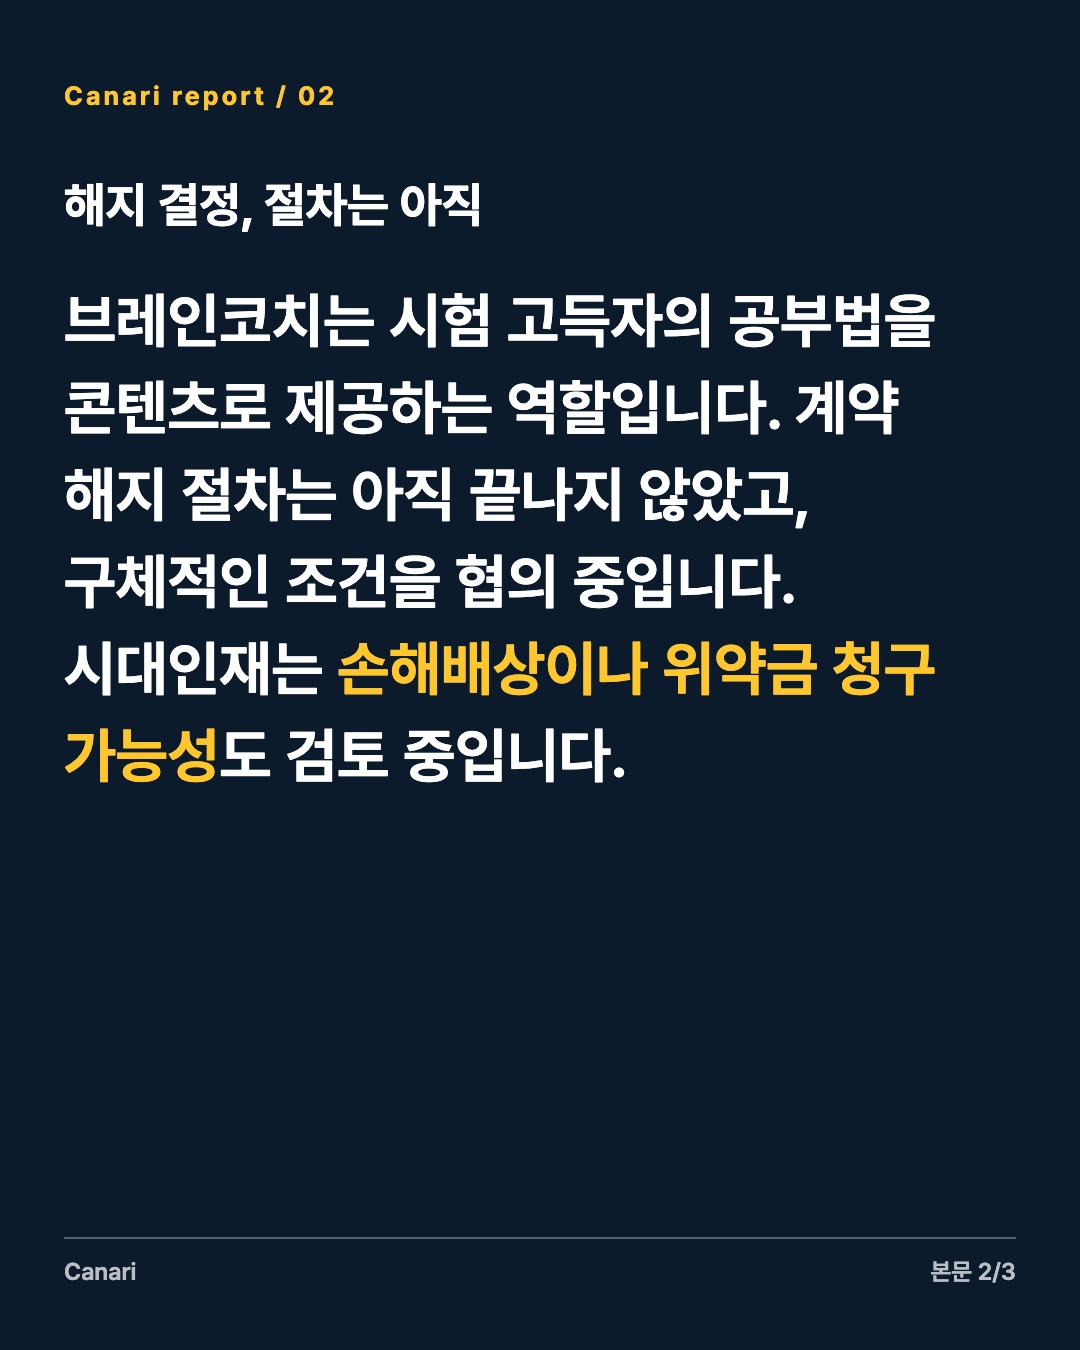 Canari report / 02
해지 결정, 절차는 아직
브레인코치는 시험 고득자의 공부법을
콘텐츠로 제공하는 역할입니다. 계약
해지 절차는 아직 끝나지 않았고,
구체적인 조건을 협의 중입니다.
시대인재는 손해배상이나 위약금 청구
가능성도 검토 중입니다.
Canari
본문 2/3